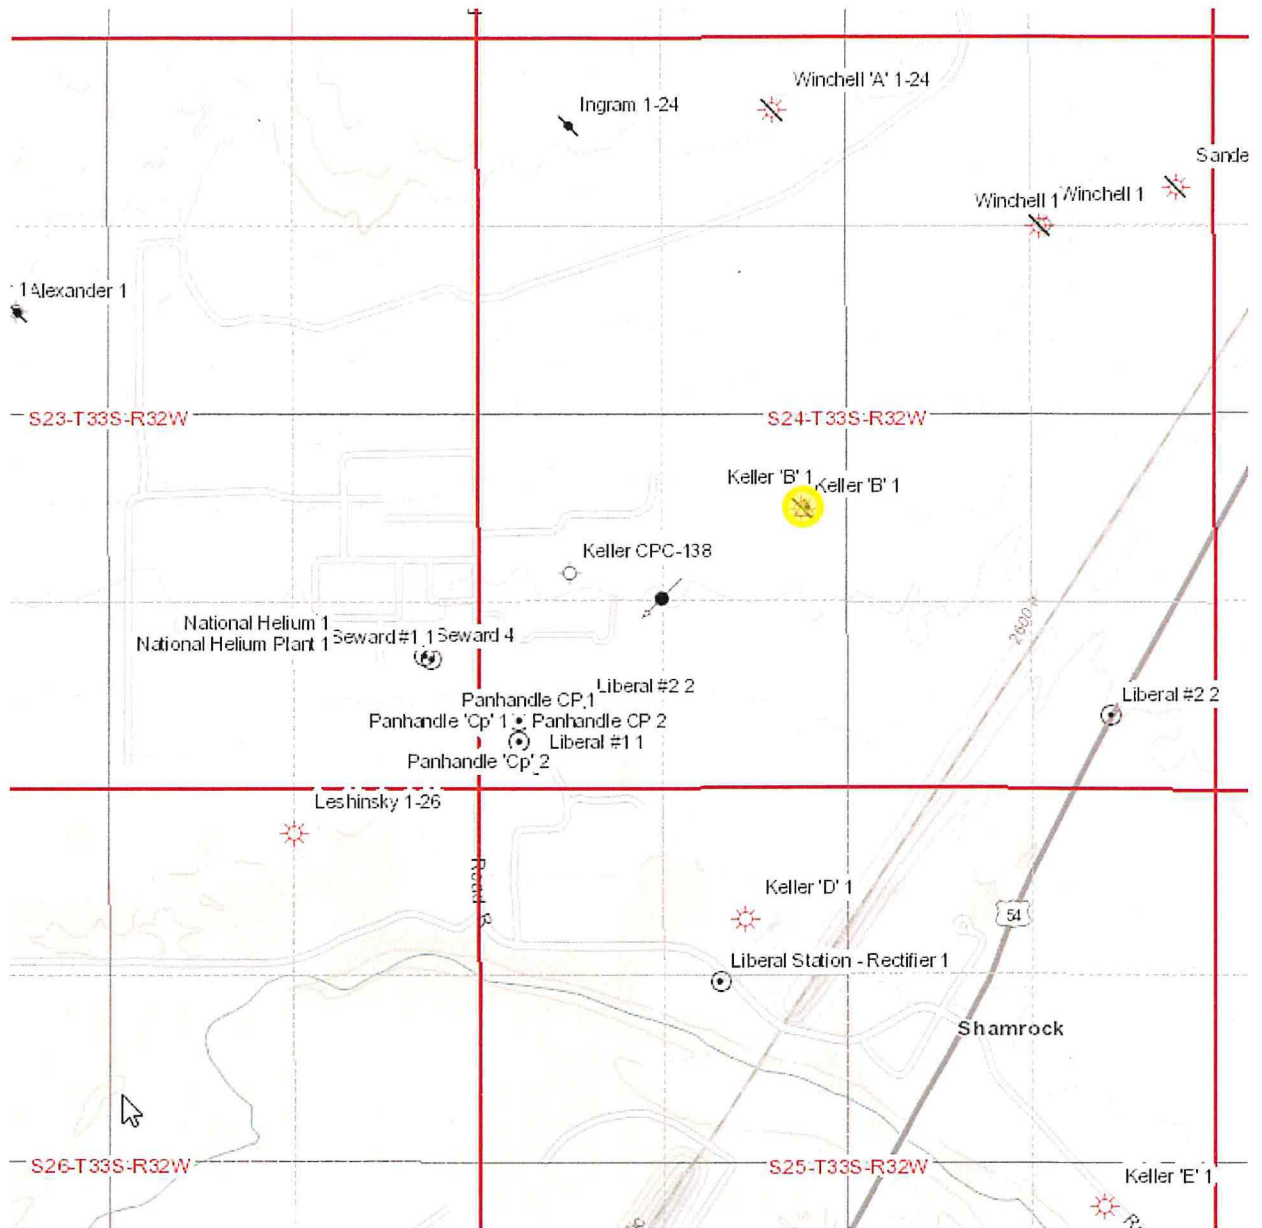 Winchell 'A' 1-24
Ingram 1-24
Sande
Winchell 1
Winchell 1
1
Alexander 1
S23-T33S-R32W
S24-T33S-R32W
Keller 'B' 1
Keller 'B' 1
Keller CPC-138
2600
National Helium 1
National Helium Plant 1
Seward #1 1
Seward 4
Liberal #2 2
Panhandle CP 1
Liberal #2 2
Panhandle 'Cp' 1
Panhandle CP 2
Liberal #1 1
Panhandle 'Cp' 2
Leshinsky 1-26
Road
Keller 'D' 1
54
Liberal Station - Rectifier 1
Shamrock
S26-T33S-R32W
S25-T33S-R32W
Keller 'E' 1